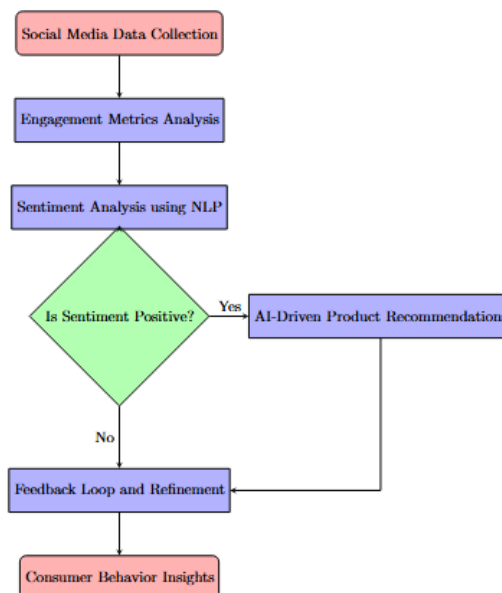 Social Media Data Collection
Engagement Metrics Analysis
Sentiment Analysis using NLP
Is Sentiment Positive?
Yes
AI-Driven Product Recommendation
No
Feedback Loop and Refinement
Consumer Behavior Insights